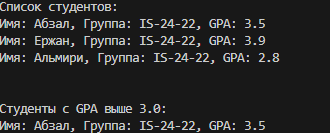 Список студентов:
Имя: Абзал, Группа: IS-24-22, GPA: 3.5
Имя: Ержан, Группа: IS-24-22, GPA: 3.9
Имя: Альмири, Группа: IS-24-22, GPA: 2.8
Студенты с GPA выше 3.0:
Имя: Абзал, Группа: IS-24-22, GPA: 3.5